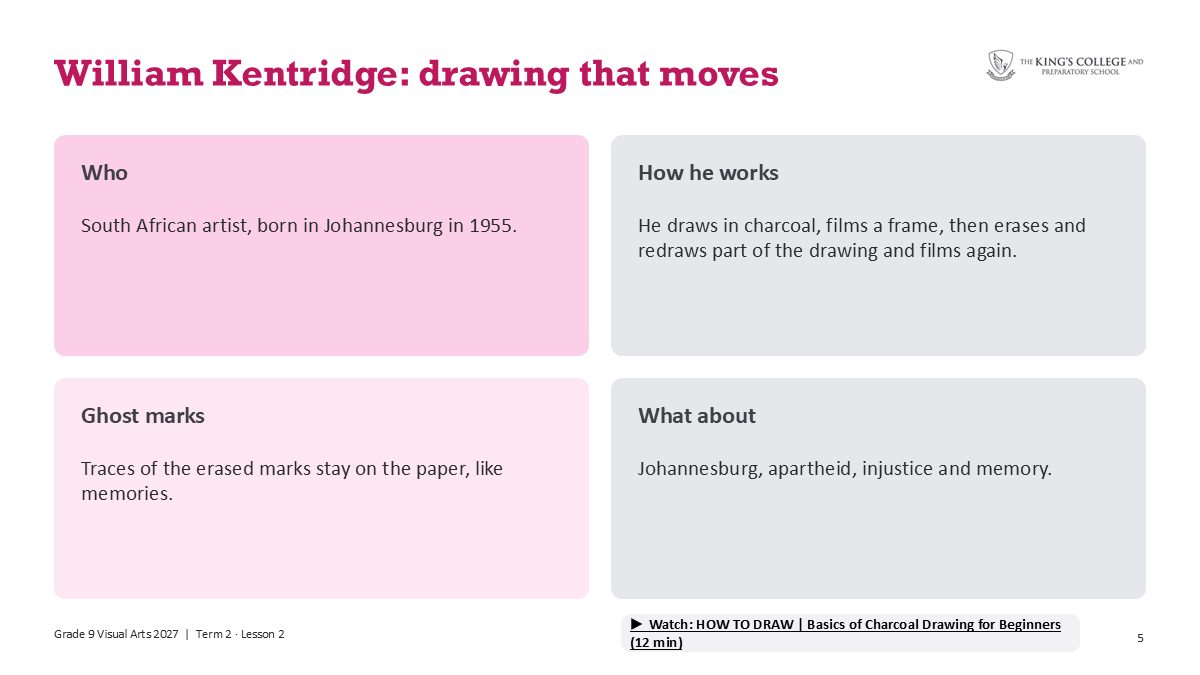 William Kentridge: drawing that moves
THE KING'S COLLEGE AND
PREPARATORY SCHOOL
Who
South African artist, born in Johannesburg in 1955.
How he works
He draws in charcoal, films a frame, then erases and
redraws part of the drawing and films again.
Ghost marks
Traces of the erased marks stay on the paper, like
memories.
What about
Johannesburg, apartheid, injustice and memory.
Grade 9 Visual Arts 2027 | Term 2 · Lesson 2
▶ Watch: HOW TO DRAW | Basics of Charcoal Drawing for Beginners
(12 min)
5